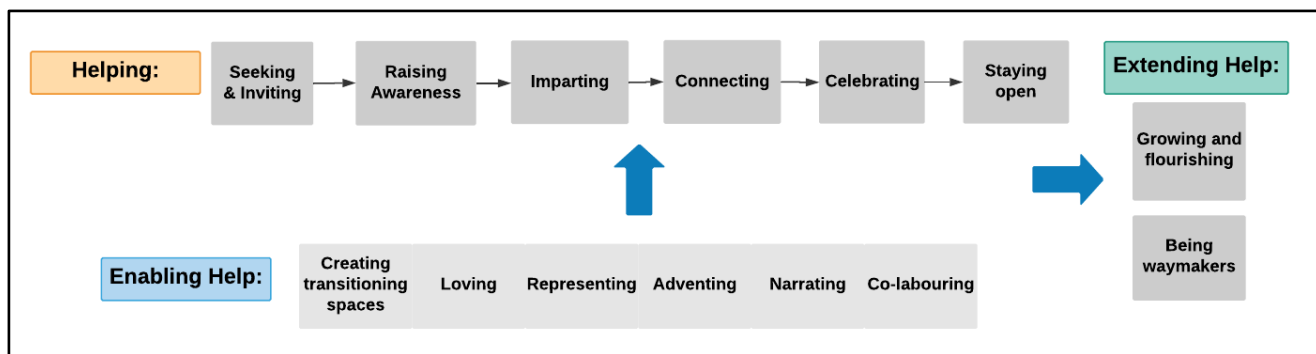 Helping:
Seeking
& Inviting
Raising
Awareness
Imparting
Connecting
Celebrating
Staying
open
Extending Help:
Growing and
flourishing
Being
waymakers
Enabling Help:
Creating
transitioning
spaces
Loving
Representing
Adventing
Narrating
Co-labouring